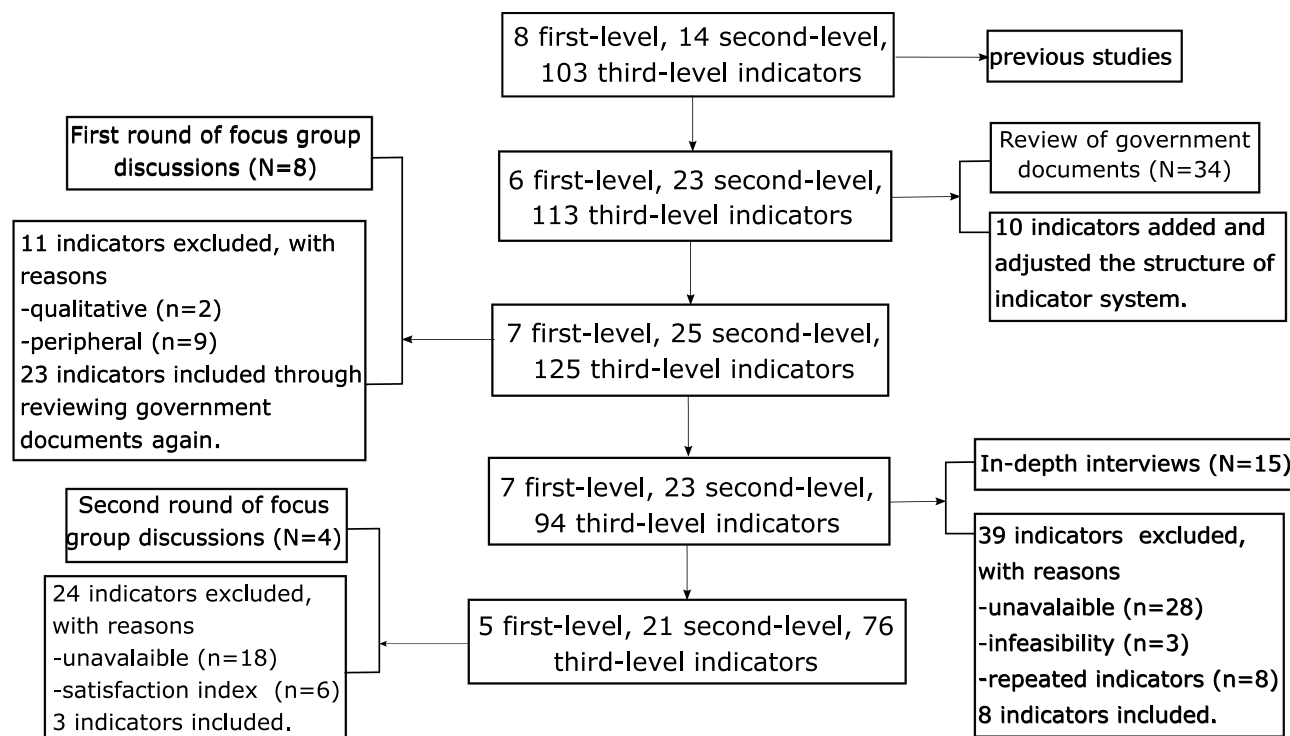 8 first-level, 14 second-level,
103 third-level indicators
previous studies
First round of focus group
discussions (N=8)
Review of government
documents (N=34)
6 first-level, 23 second-level,
113 third-level indicators
10 indicators added and
adjusted the structure of
indicator system.
11 indicators excluded, with
reasons
-qualitative (n=2)
-peripheral (n=9)
23 indicators included through
reviewing government
documents again.
7 first-level, 25 second-level,
125 third-level indicators
In-depth interviews (N=15)
7 first-level, 23 second-level,
94 third-level indicators
Second round of focus
group discussions (N=4)
39 indicators excluded,
with reasons
-unavalaible (n=28)
-infeasibility (n=3)
-repeated indicators (n=8)
8 indicators included.
24 indicators excluded,
with reasons
-unavalaible (n=18)
-satisfaction index (n=6)
3 indicators included.
5 first-level, 21 second-level, 76
third-level indicators